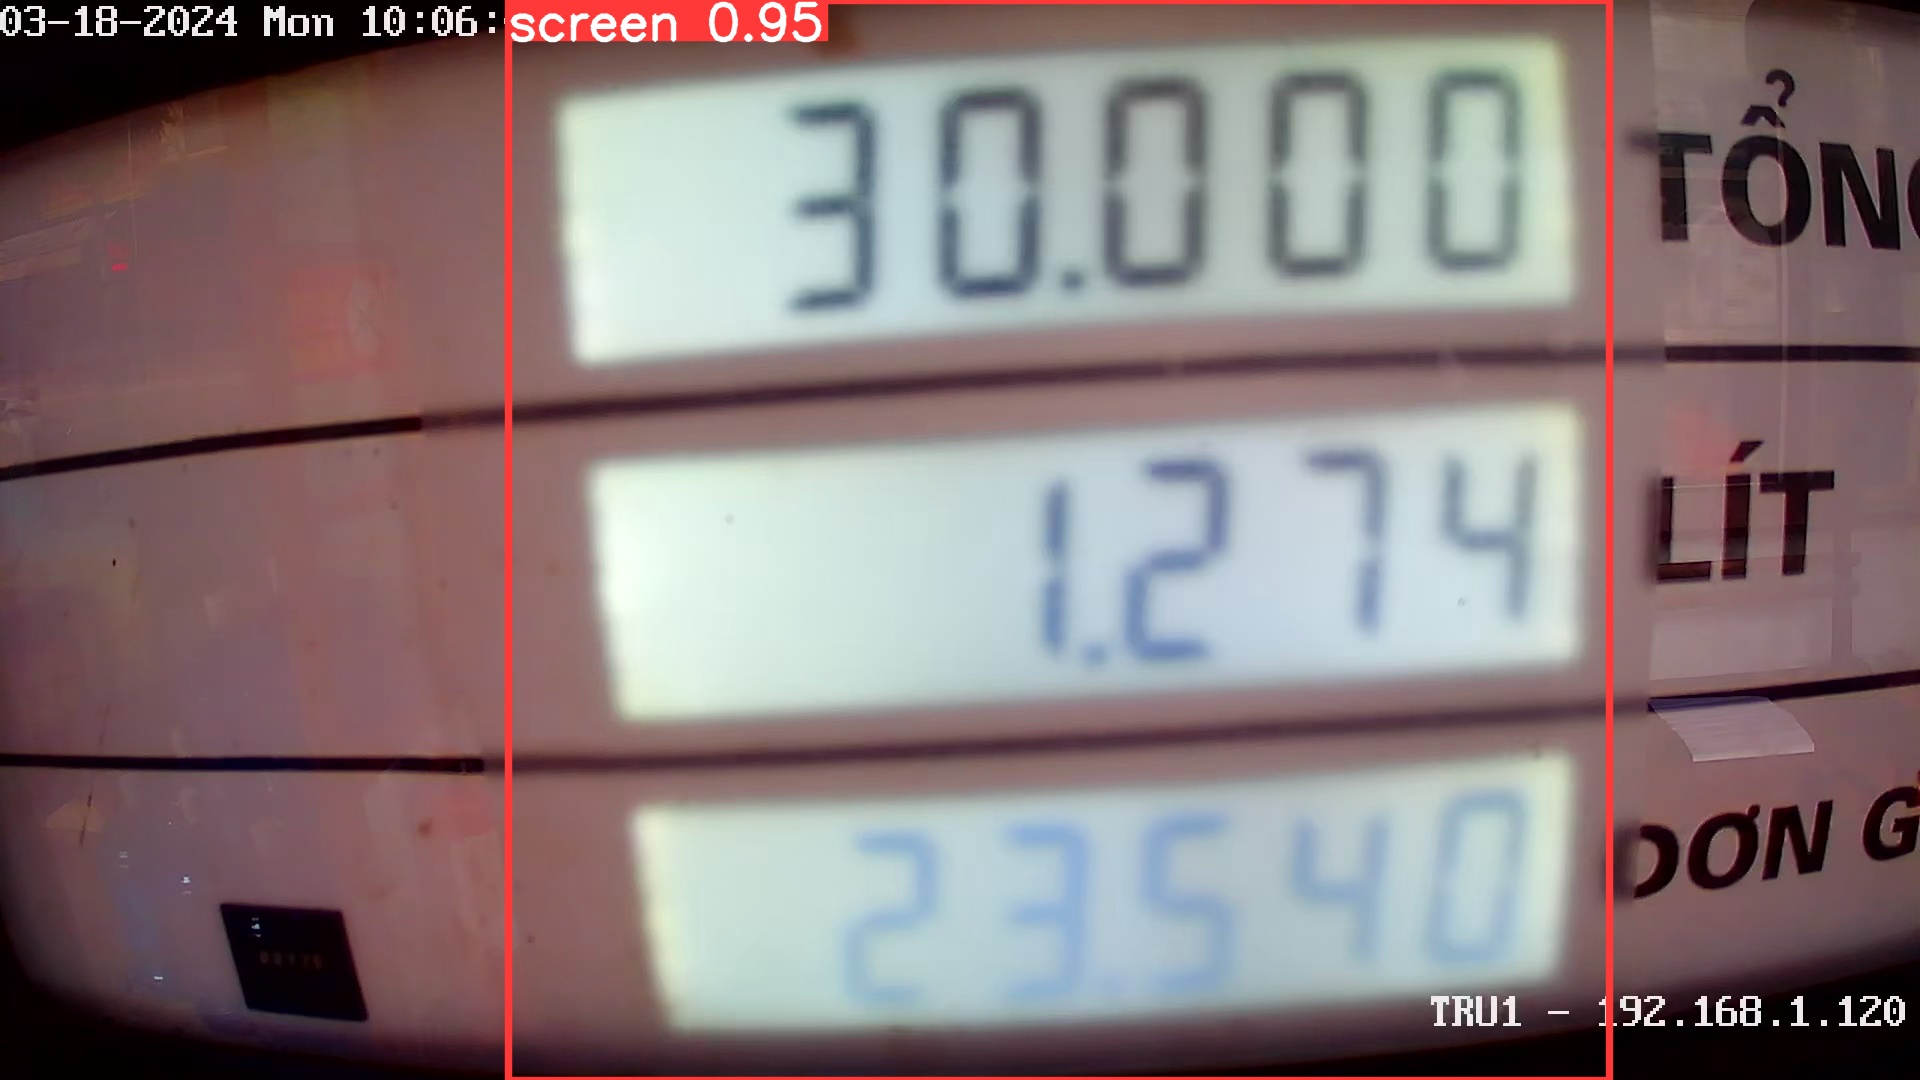 03-18-2024 Mon 10:06:
screen 0.95
30.000
TỔNG
1.274
LÍT
23.540
ĐƠN G
TRU1 - 192.168.1.120